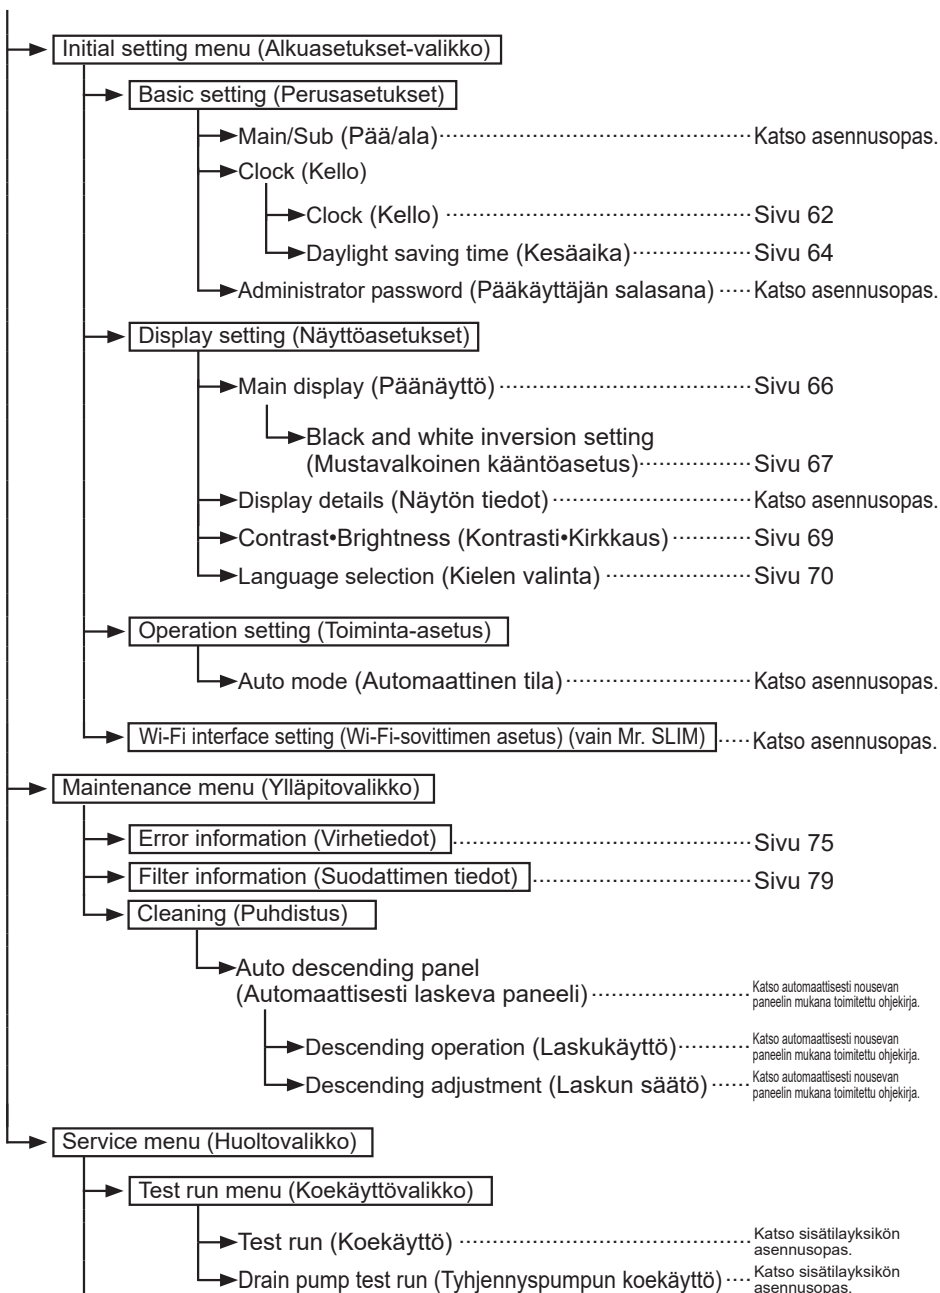 Initial setting menu (Alkuasetukset-valikko)
Basic setting (Perusasetukset)
Main/Sub (Pää/ala) Katso asennusopas.
Clock (Kello)
Clock (Kello) Sivu 62
Daylight saving time (Kesäaika) Sivu 64
Administrator password (Pääkäyttäjän salasana) Katso asennusopas.
Display setting (Näyttöasetukset)
Main display (Päänäyttö) Sivu 66
Black and white inversion setting
(Mustavalkoinen kääntöasetus) Sivu 67
Display details (Näytön tiedot) Katso asennusopas.
Contrast•Brightness (Kontrasti•Kirkkaus) Sivu 69
Language selection (Kielen valinta) Sivu 70
Operation setting (Toiminta-asetus)
Auto mode (Automaattinen tila) Katso asennusopas.
Wi-Fi interface setting (Wi-Fi-sovittimen asetus) (vain Mr. SLIM) Katso asennusopas.
Maintenance menu (Ylläpitovalikko)
Error information (Virhetiedot) Sivu 75
Filter information (Suodattimen tiedot) Sivu 79
Cleaning (Puhdistus)
Auto descending panel
(Automaattisesti laskeva paneeli) Katso automaattisesti nousevan
paneelin mukana toimitettu ohjekirja.
Descending operation (Laskukäyttö) Katso automaattisesti nousevan
paneelin mukana toimitettu ohjekirja.
Descending adjustment (Laskun säätö) Katso automaattisesti nousevan
paneelin mukana toimitettu ohjekirja.
Service menu (Huoltovalikko)
Test run menu (Koekäyttövalikko)
Test run (Koekäyttö) Katso sisätilayksikön
asennusopas.
Drain pump test run (Tyhjennyspumpun koekäyttö) Katso sisätilayksikön
asennusopas.